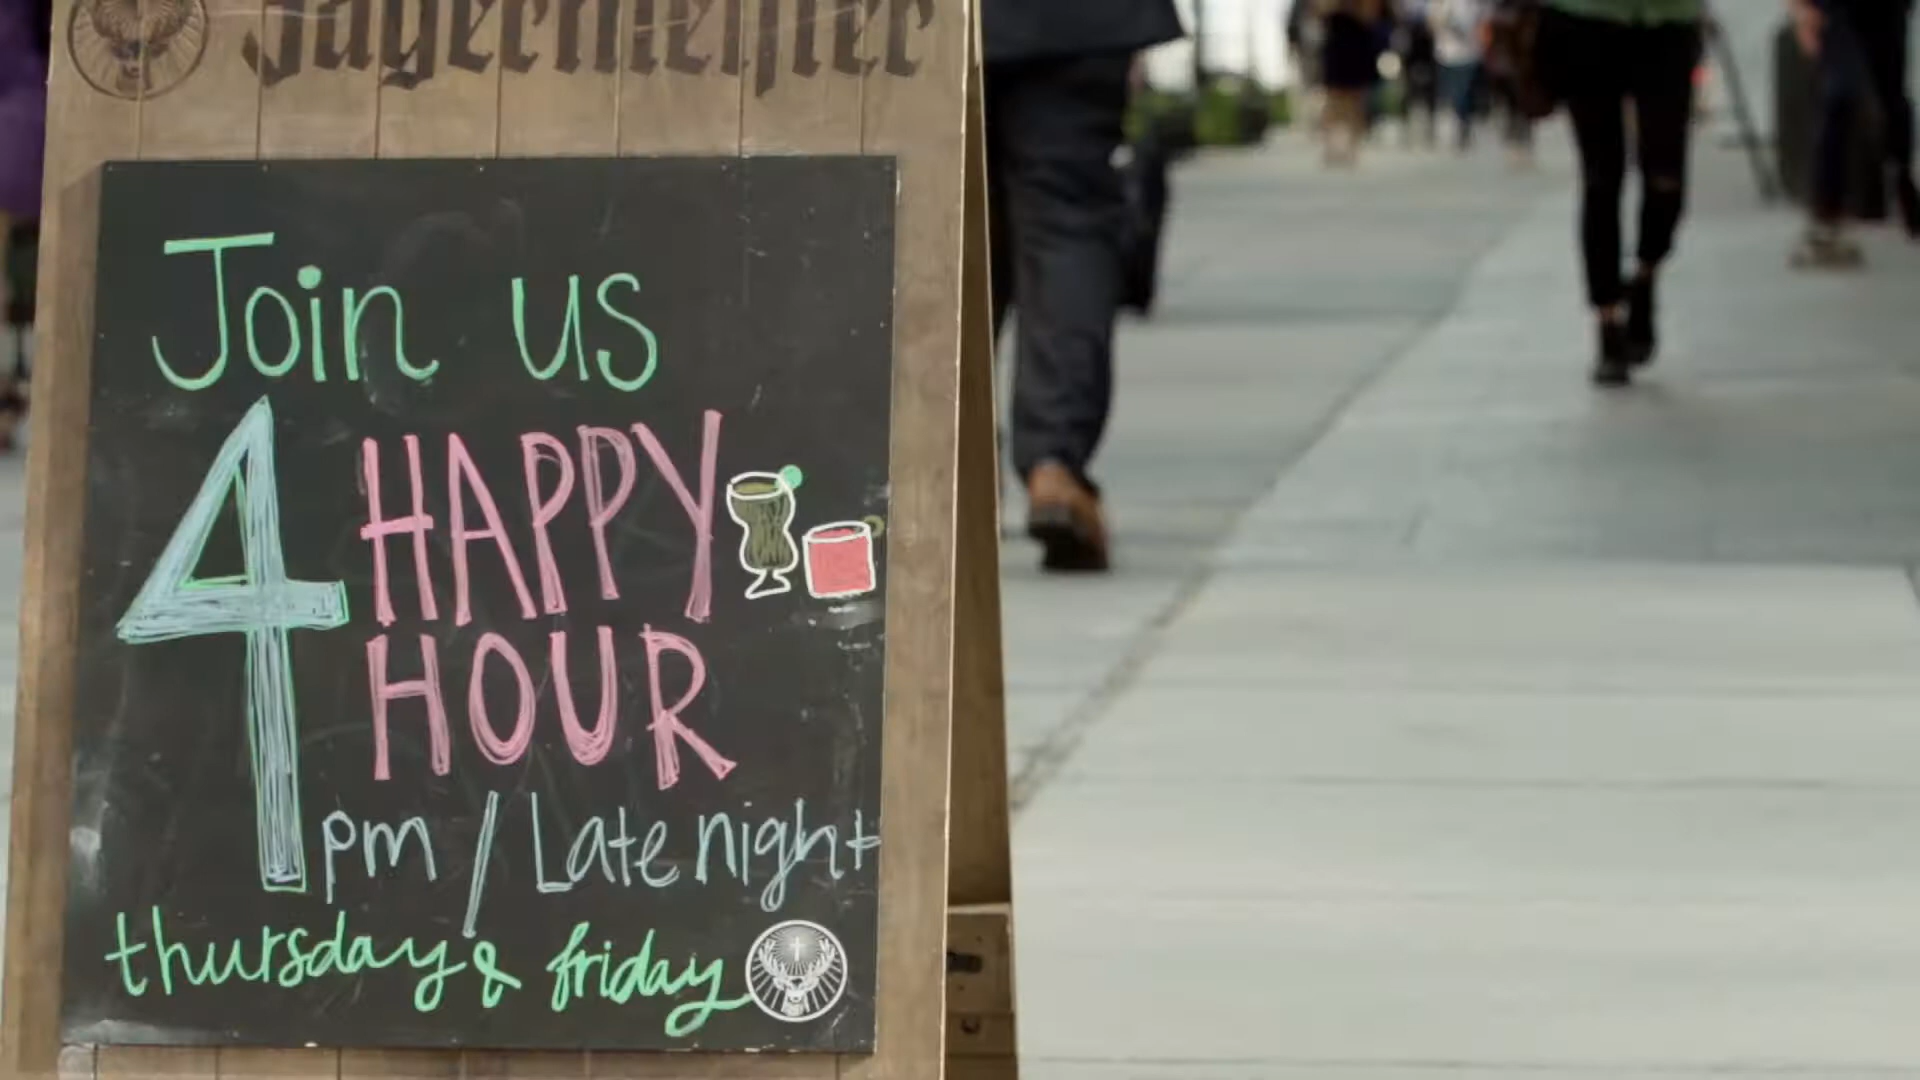 Jägermeister
Join us
4 HAPPY
HOUR
pm / Late night
thursday & friday